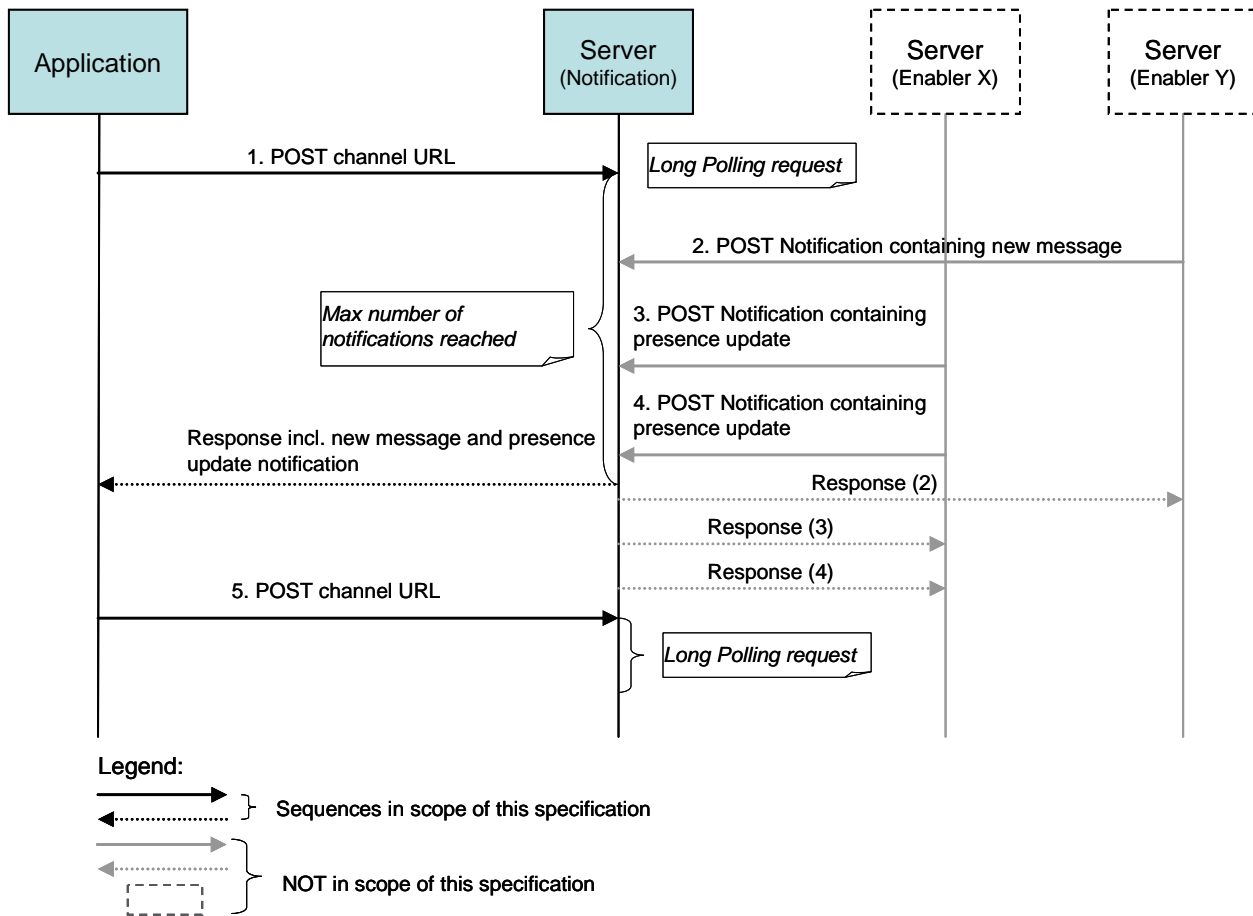 Application
Server
(Notification)
Server
(Enabler X)
Server
(Enabler Y)
1. POST channel URL
Long Polling request
2. POST Notification containing new message
Max number of
notifications reached
3. POST Notification containing
presence update
4. POST Notification containing
presence update
Response incl. new message and presence
update notification
Response (2)
Response (3)
Response (4)
5. POST channel URL
Long Polling request
Legend:
Sequences in scope of this specification
NOT in scope of this specification